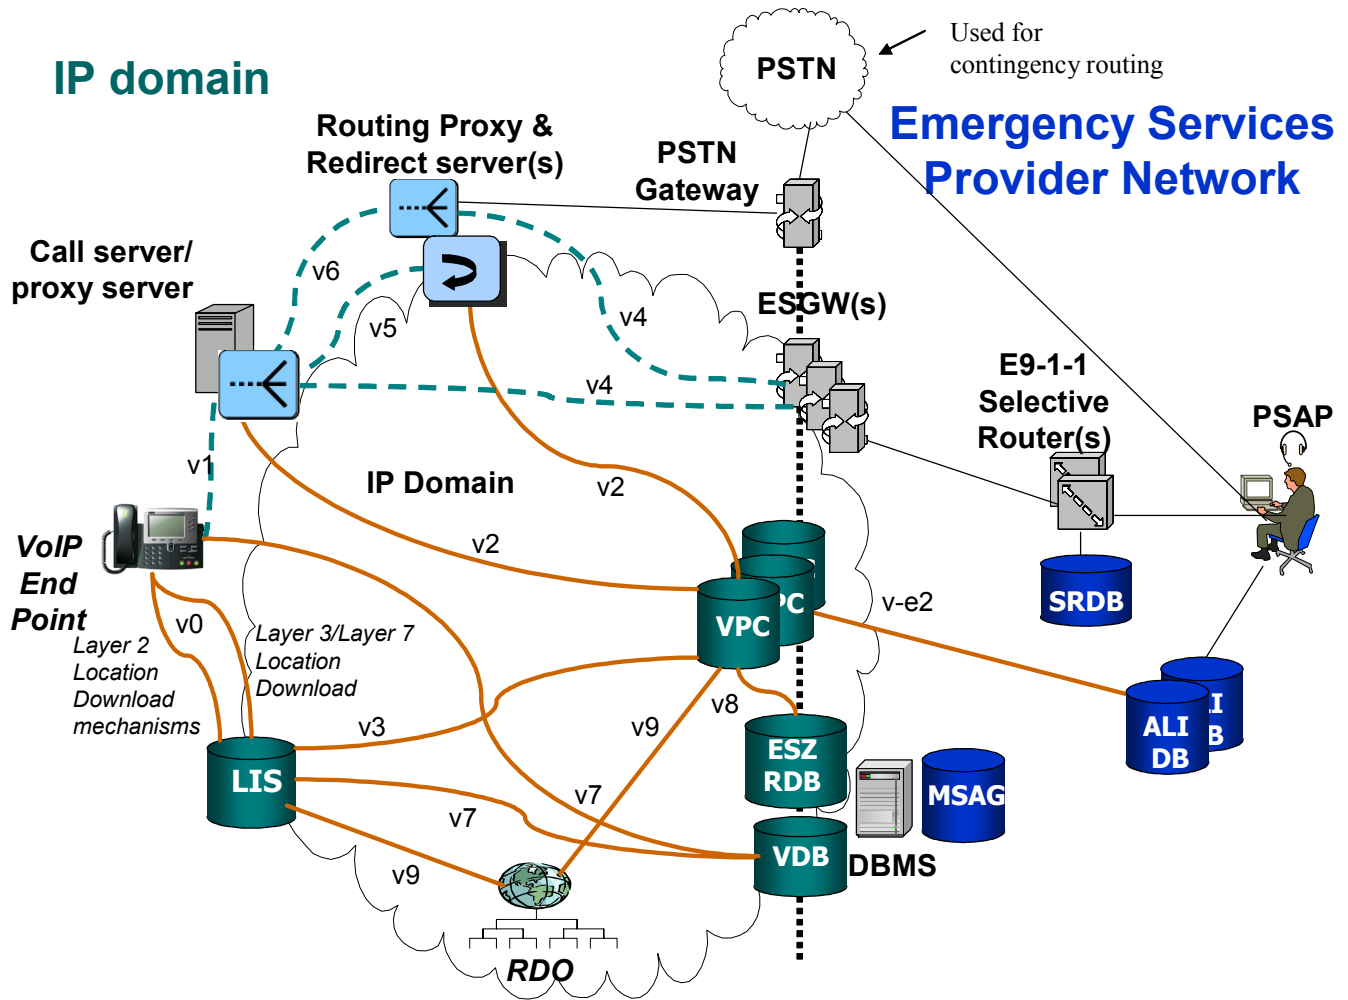 Used for
contingency routing
PSTN
IP domain
Emergency Services
Provider Network
Routing Proxy &
Redirect server(s)
PSTN
Gateway
Call server/
proxy server
v6
v5
v4
ESGW(s)
v4
E9-1-1
Selective
Router(s)
PSAP
v1
IP Domain
v2
v2
VoIP
End
Point
v0
Layer 2
Location
Download
mechanisms
Layer 3/Layer 7
Location
Download
PC
VPC
v-e2
SRDB
v3
v9
v8
LIS
ESZ
RDB
MSAG
ALI
DB
I
B
v7
v7
VDB
DBMS
v9
RDO